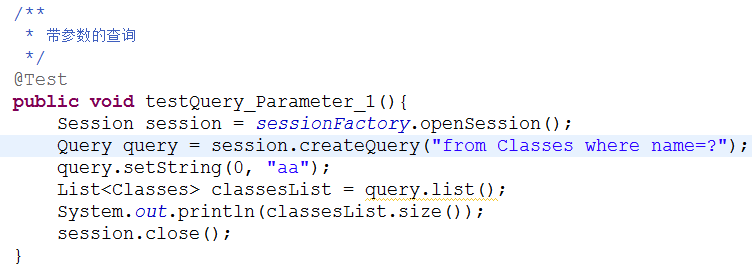 /**
 * 带参数的查询
 */
@Test
public void testQuery_Parameter_1(){
    Session session = sessionFactory.openSession();
    Query query = session.createQuery("from Classes where name=?");
    query.setString(0, "aa");
    List<Classes> classesList = query.list();
    System.out.println(classesList.size());
    session.close();
}